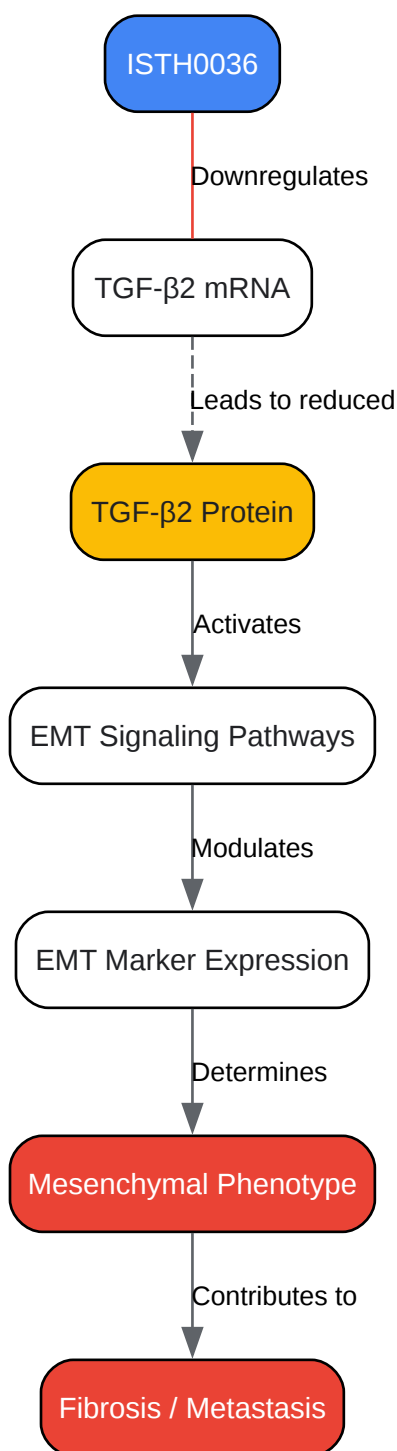 ISTH0036
Downregulates
TGF-β2 mRNA
Leads to reduced
TGF-β2 Protein
Activates
EMT Signaling Pathways
Modulates
EMT Marker Expression
Determines
Mesenchymal Phenotype
Contributes to
Fibrosis / Metastasis